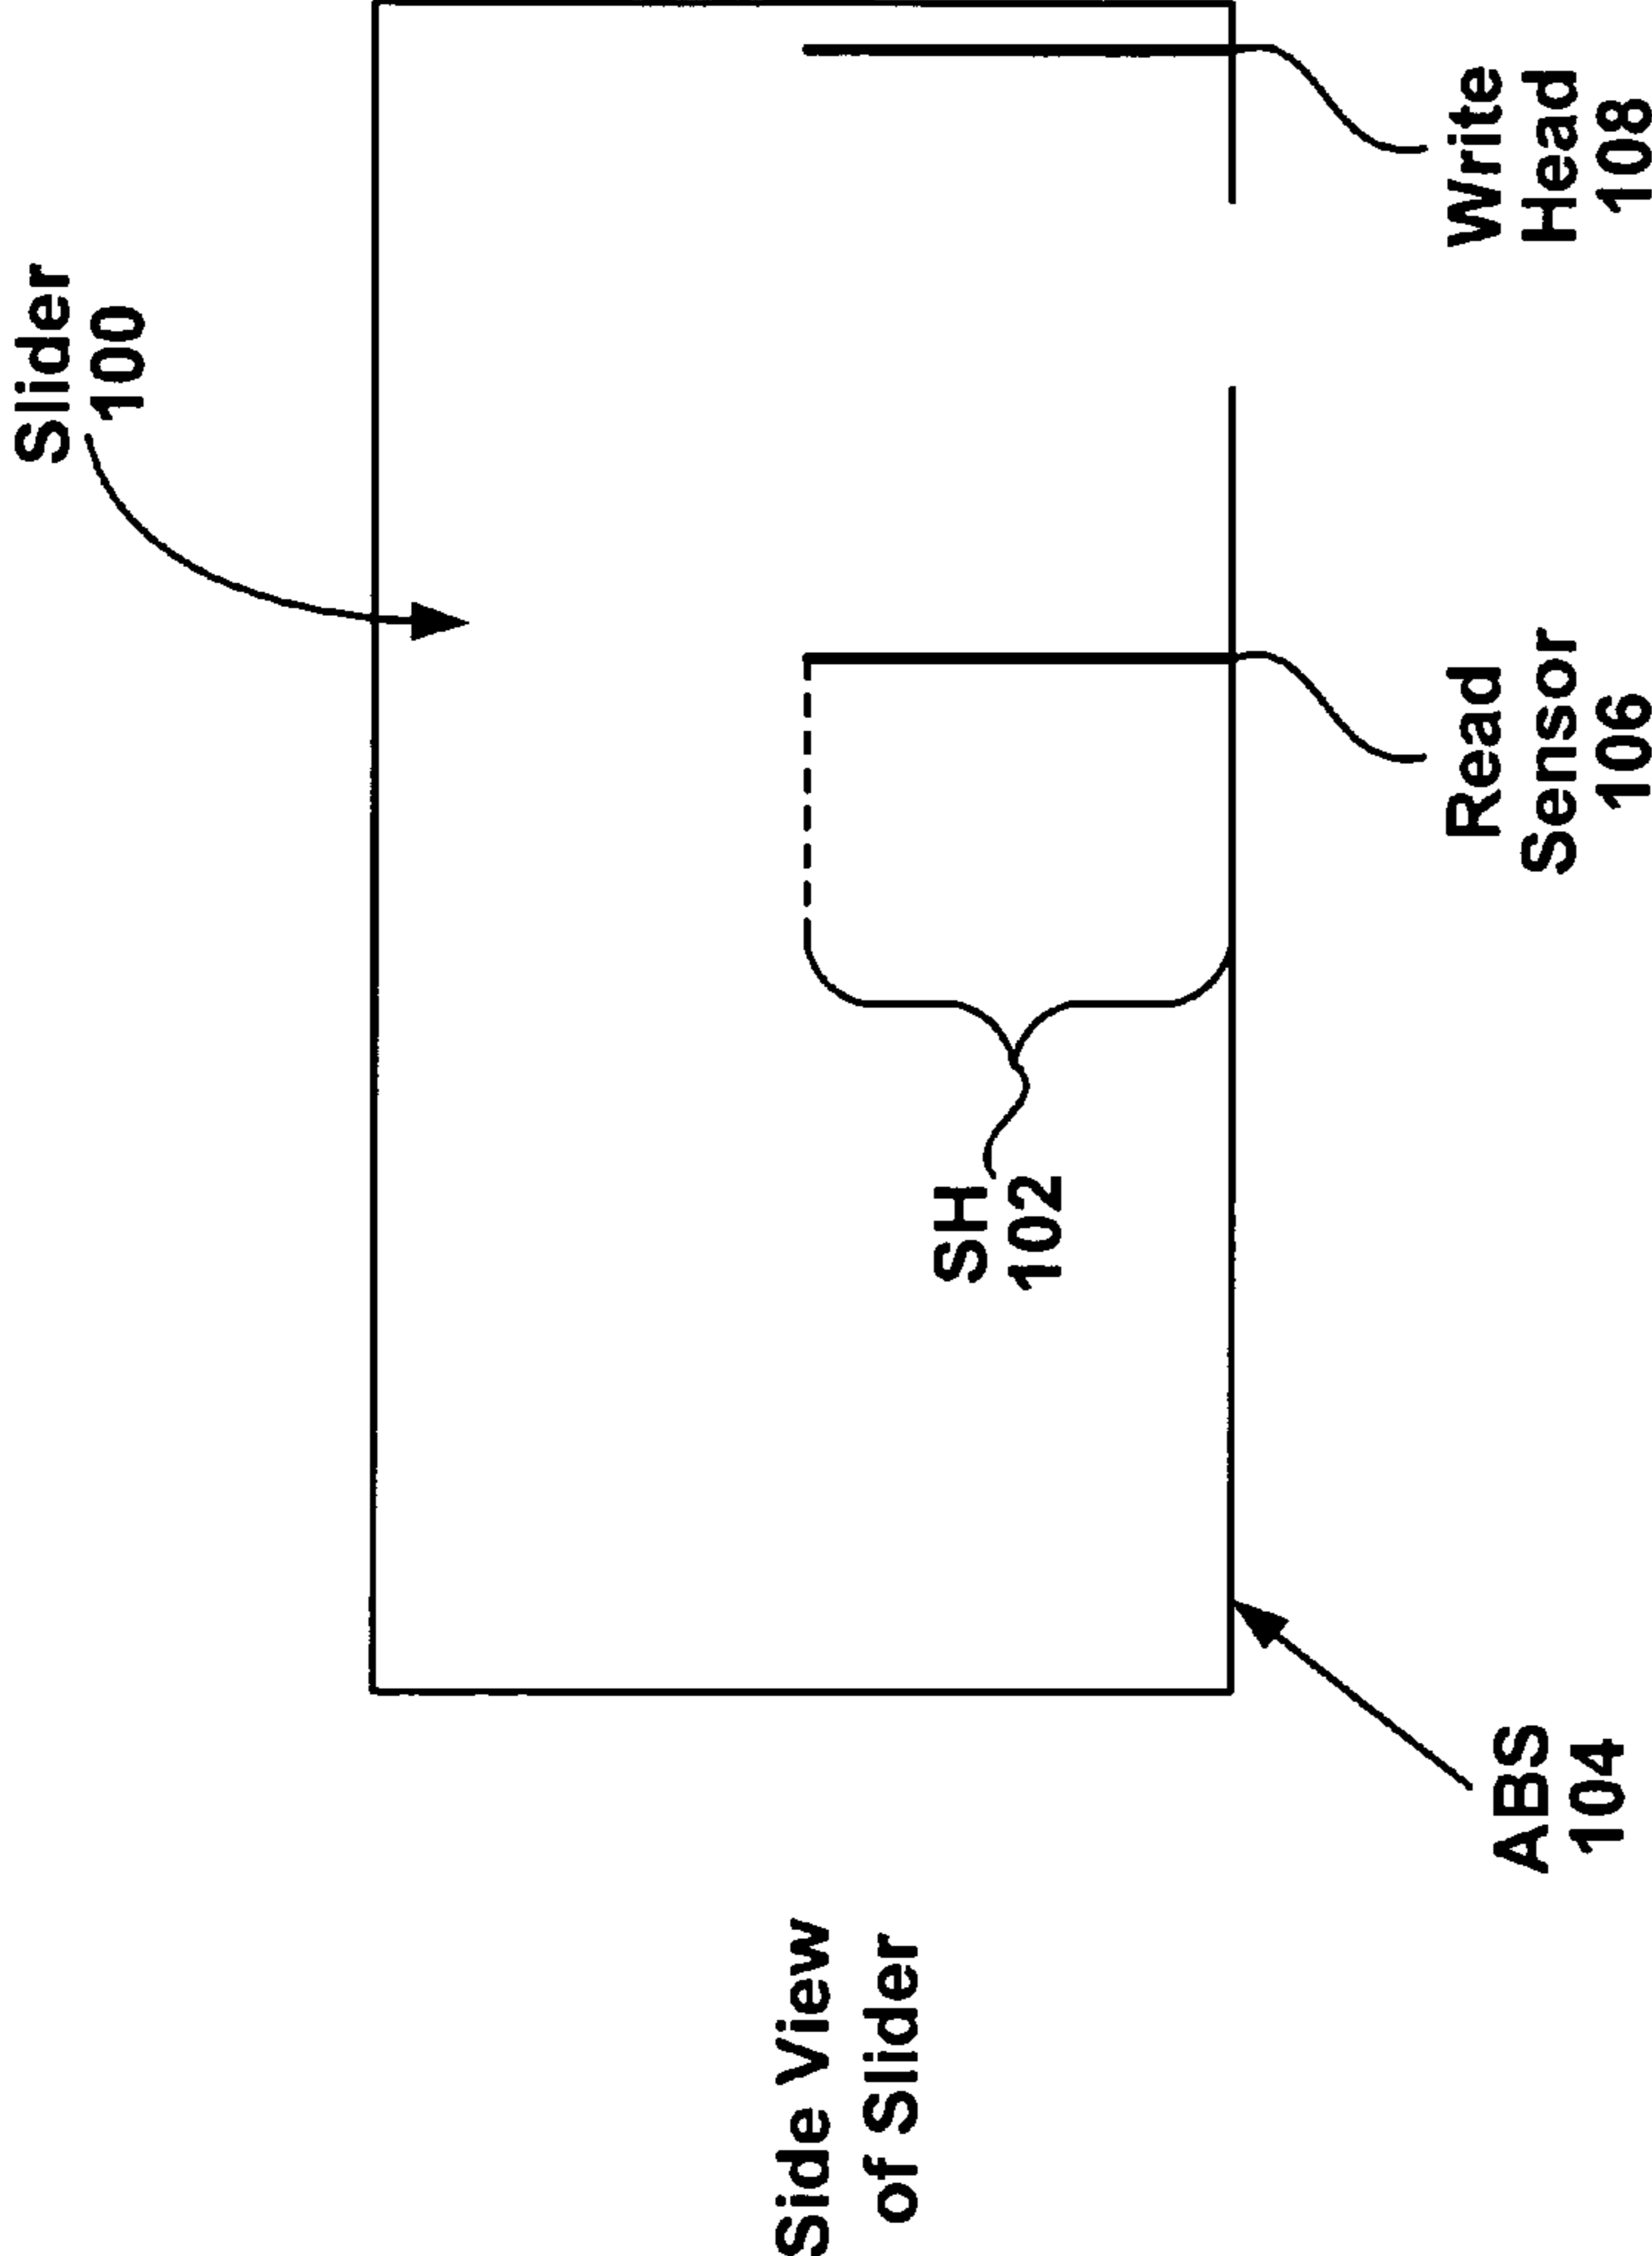 Side View
of Slider
Slider
100
SH
102
ABS
104
Read
Sensor
106
Write
Head
108